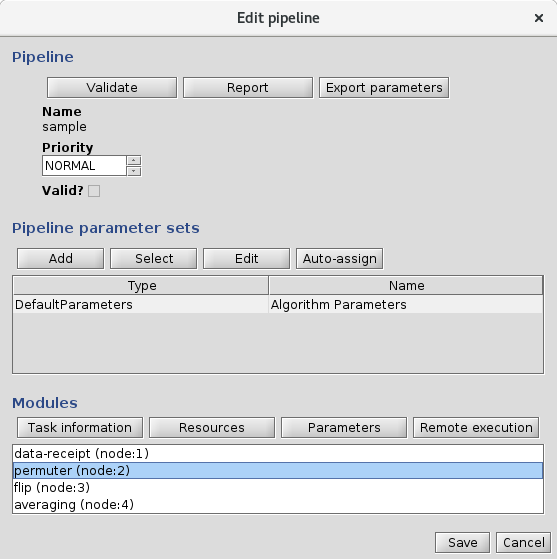 Edit pipeline
Pipeline
Validate Report Export parameters
Name
sample
Priority
NORMAL
Valid?
Pipeline parameter sets
Add Select Edit Auto-assign
Type Name
DefaultParameters Algorithm Parameters
Modules
Task information Resources Parameters Remote execution
data-receipt (node:1)
permuter (node:2)
flip (node:3)
averaging (node:4)
Save Cancel